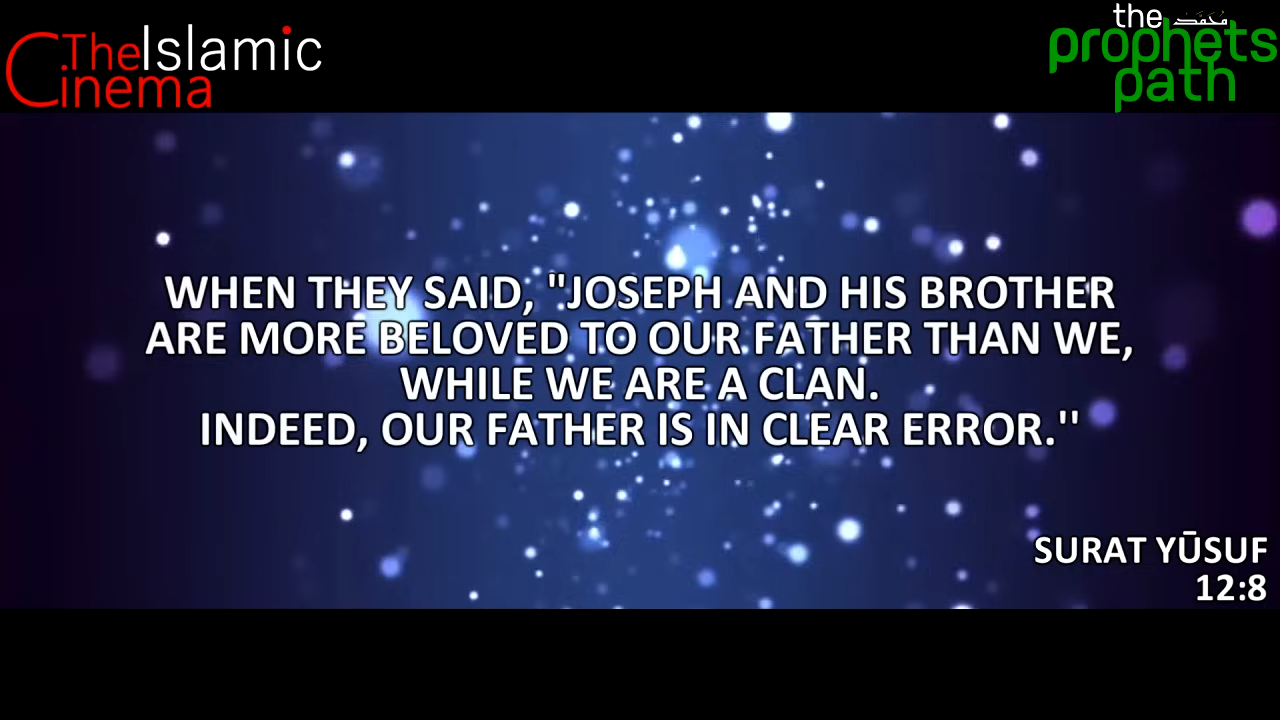 The Islamic
Cinema
the محمد
prophets
path
WHEN THEY SAID, "JOSEPH AND HIS BROTHER
ARE MORE BELOVED TO OUR FATHER THAN WE,
WHILE WE ARE A CLAN.
INDEED, OUR FATHER IS IN CLEAR ERROR.''
SURAT YŪSUF
12:8